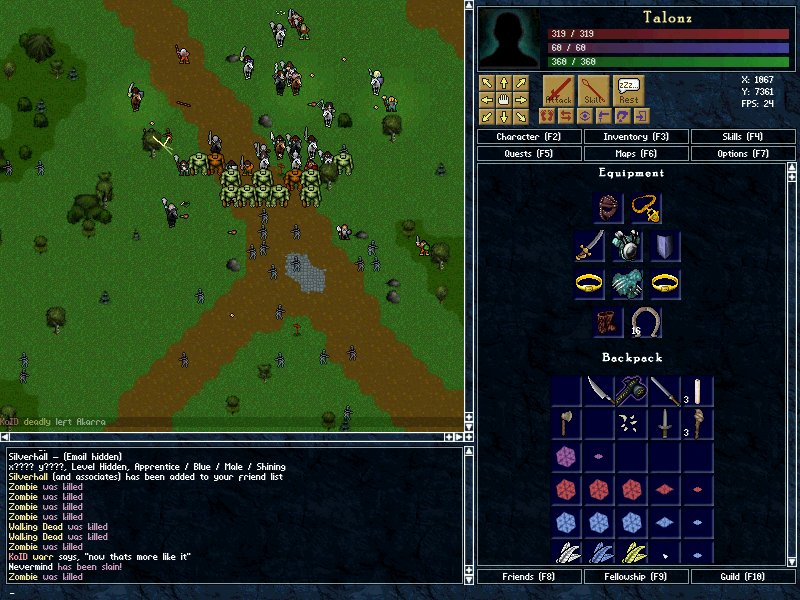 Talonz
319 / 319
68 / 68
368 / 368
X: 1867
Y: 7361
FPS: 24
Attack
Skills
zZz...
Rest
Character (F2)
Inventory (F3)
Skills (F4)
Quests (F5)
Maps (F6)
Options (F7)
Equipment
16
Backpack
3
3
KoID deadly left Akarra
Silverhall - (Email hidden)
x???? y????, Level Hidden, Apprentice / Blue / Male / Shining
Silverhall (and associates) has been added to your friend list
Zombie was killed
Zombie was killed
Zombie was killed
Zombie was killed
Walking Dead was killed
Walking Dead was killed
Zombie was killed
KoID warr says, "now thats more like it"
Nevermind has been slain!
Zombie was killed
Friends (F8)
Fellowship (F9)
Guild (F10)